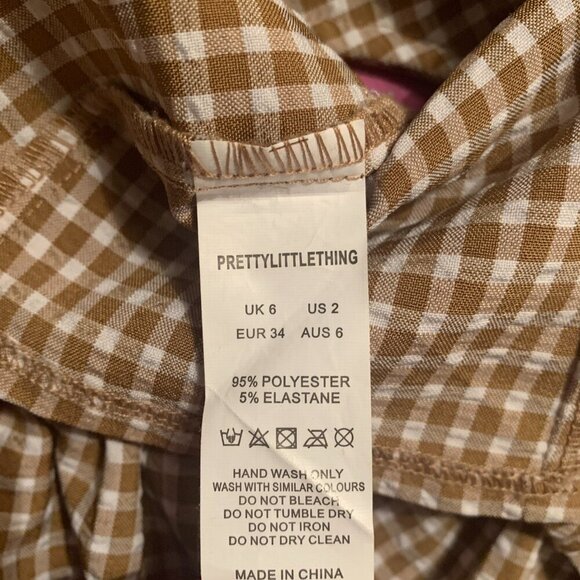 PRETTYLITTLETHING
UK 6 US 2
EUR 34 AUS 6
95% POLYESTER
5% ELASTANE
HAND WASH ONLY
WASH WITH SIMILAR COLOURS
DO NOT BLEACH
DO NOT TUMBLE DRY
DO NOT IRON
DO NOT DRY CLEAN
MADE IN CHINA